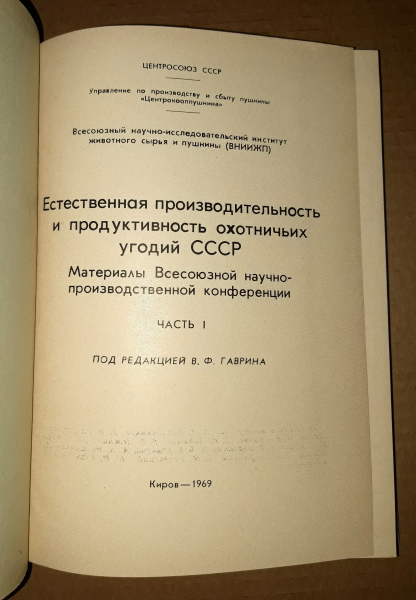 ЦЕНТРОСОЮЗ СССР
Управление по производству и сбыту пушнины
«Центрокооппушнина»
Всесоюзный научно-исследовательский институт
животного сырья и пушнины (ВНИИЖП)
Естественная производительность
и продуктивность охотничьих
угодий СССР
Материалы Всесоюзной научно-
производственной конференции
ЧАСТЬ I
ПОД РЕДАКЦИЕЙ В. Ф. ГАВРИНА
Киров—1969